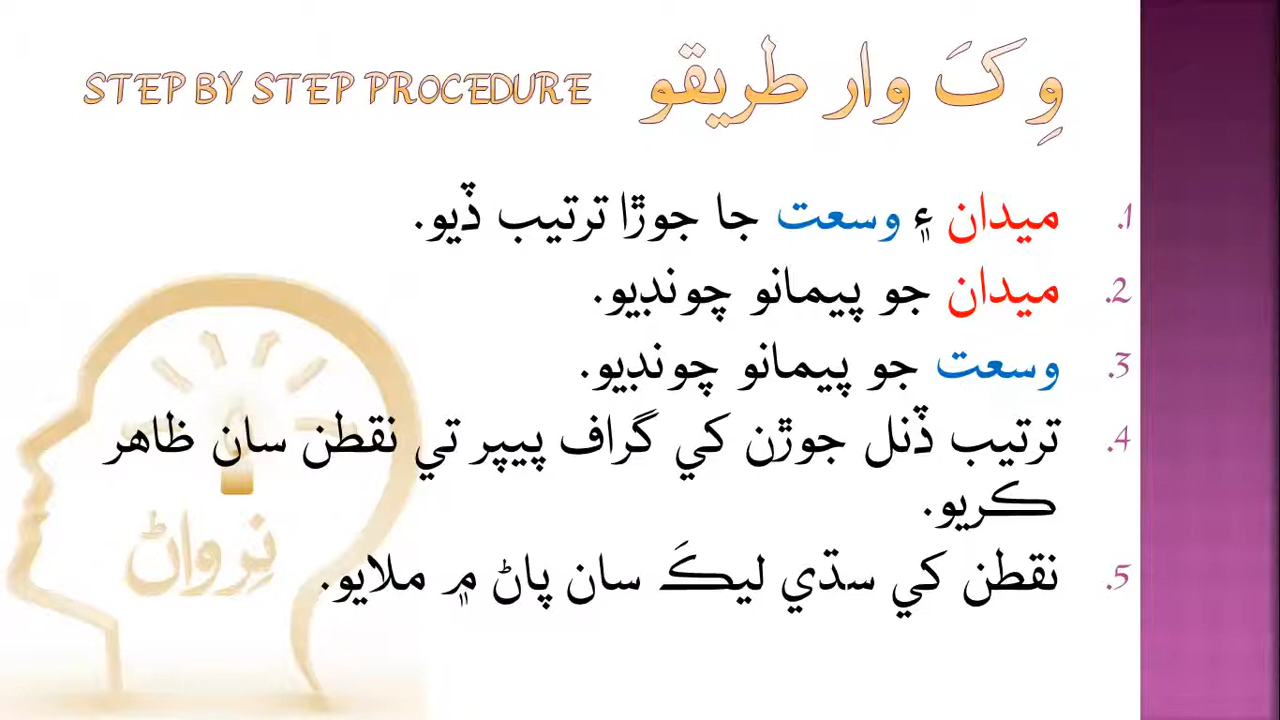 وِکَ وار طريقو STEP BY STEP PROCEDURE
1. ميدان ۽ وسعت جا جوڙا ترتيب ڏيو.
2. ميدان جو پيمانو چونڊيو.
3. وسعت جو پيمانو چونڊيو.
4. ترتيب ڏنل جوڙن کي گراف پيپر تي نقطن سان ظاهر
ڪريو.
5. نقطن کي سڌي ليڪَ سان پاڻ ۾ ملايو.
نِرواڻ